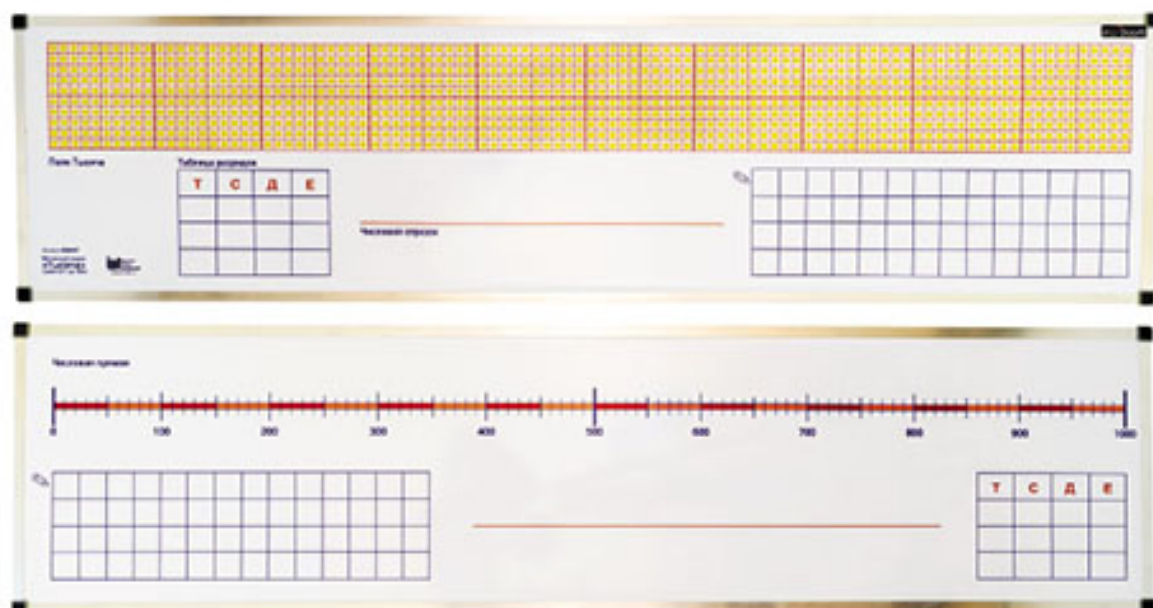 Поле Тысяча
Таблица разрядов
Т С Д Е
Числовой отрезок
«Тысяча»
Числовая прямая
0 100 200 300 400 500 600 700 800 900 1000
Т С Д Е